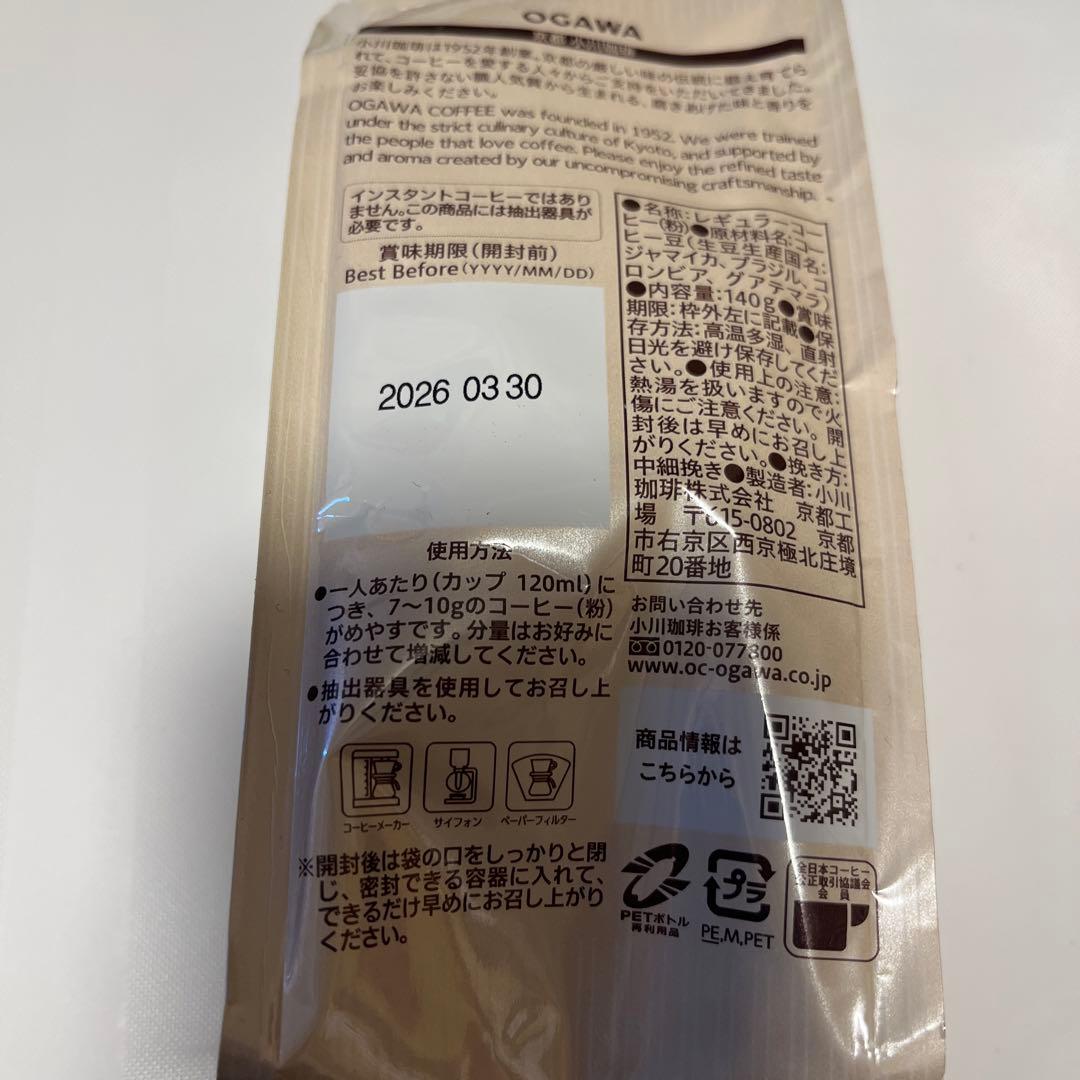 OGAWA
京都 小川珈琲
小川珈琲は1952年創業。京都の厳しい味の伝統に鍛え育てら
れて、コーヒーを愛する人々からご支持をいただいてきました。
妥協を許さない職人気質から生まれる、磨きあげた味と香りを
お楽しみください。
OGAWA COFFEE was founded in 1952. We were trained
under the strict culinary culture of Kyoto, and supported by
the people that love coffee. Please enjoy the refined taste
and aroma created by our uncompromising craftsmanship.
インスタントコーヒーではあり
ません。この商品には抽出器具が
必要です。
賞味期限(開封前)
Best Before(YYYY/MM/DD)
2026 03 30
使用方法
●一人あたり(カップ 120ml)に
つき、7〜10gのコーヒー(粉)
がめやすです。分量はお好みに
合わせて増減してください。
●抽出器具を使用してお召し上
がりください。
コーヒーメーカー
サイフォン
ペーパーフィルター
※開封後は袋の口をしっかりと閉
じ、密封できる容器に入れて、
できるだけ早めにお召し上がり
ください。
●名称:レギュラーコー
ヒー(粉)●原材料名:コー
ヒー豆(生豆生産国名:
ジャマイカ、ブラジル、コ
ロンビア、グアテマラ)
●内容量:140g●賞味
期限:枠外左に記載●保
存方法:高温多湿、直射
日光を避け保存してくだ
さい。●使用上の注意:
熱湯を扱いますので火
傷にご注意ください。開
封後は早めにお召し上
がりください。●挽き方:
中細挽き●製造者:小川
珈琲株式会社 京都工
場 〒615-0802 京都
市右京区西京極北庄境
町20番地
お問い合わせ先
小川珈琲お客様係
0120-077300
www.oc-ogawa.co.jp
商品情報は
こちらから
PETボトル
再利用品
プラ
PE,M,PET
全日本コーヒー
公正取引協議会
会員